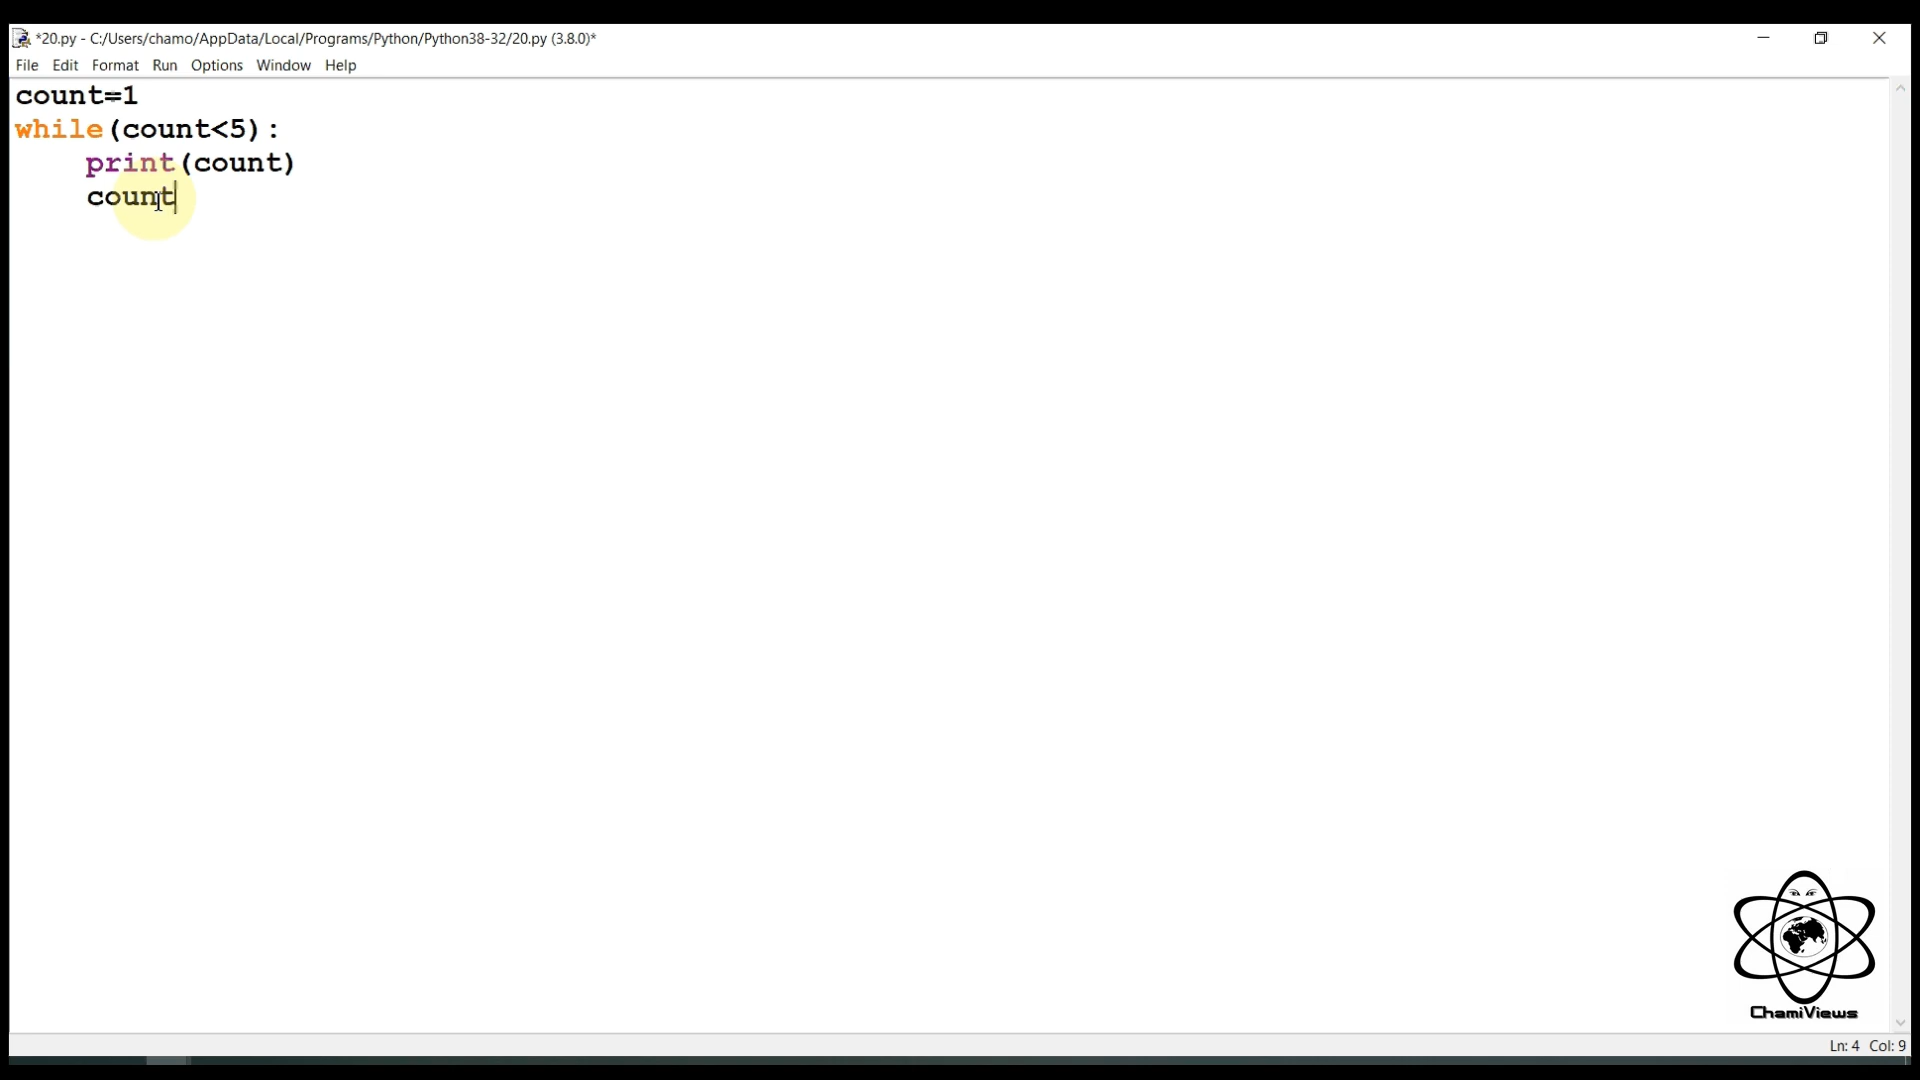 *20.py - C:/Users/chamo/AppData/Local/Programs/Python/Python38-32/20.py (3.8.0)*
File Edit Format Run Options Window Help
count=1
while(count<5):
    print(count)
    count
ChamiViews
Ln: 4 Col: 9